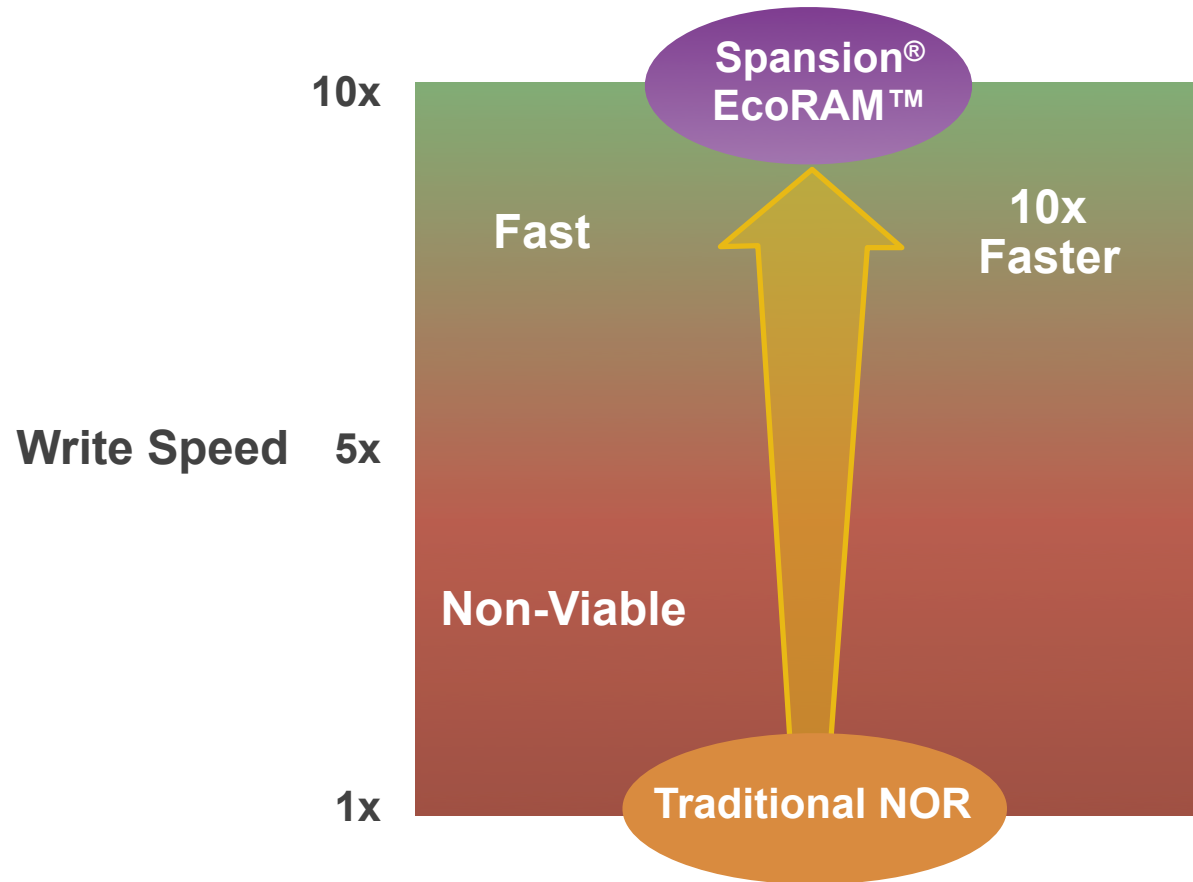 Spansion®
EcoRAM™
10x
Fast
10x
Faster
Write Speed
5x
Non-Viable
1x
Traditional NOR